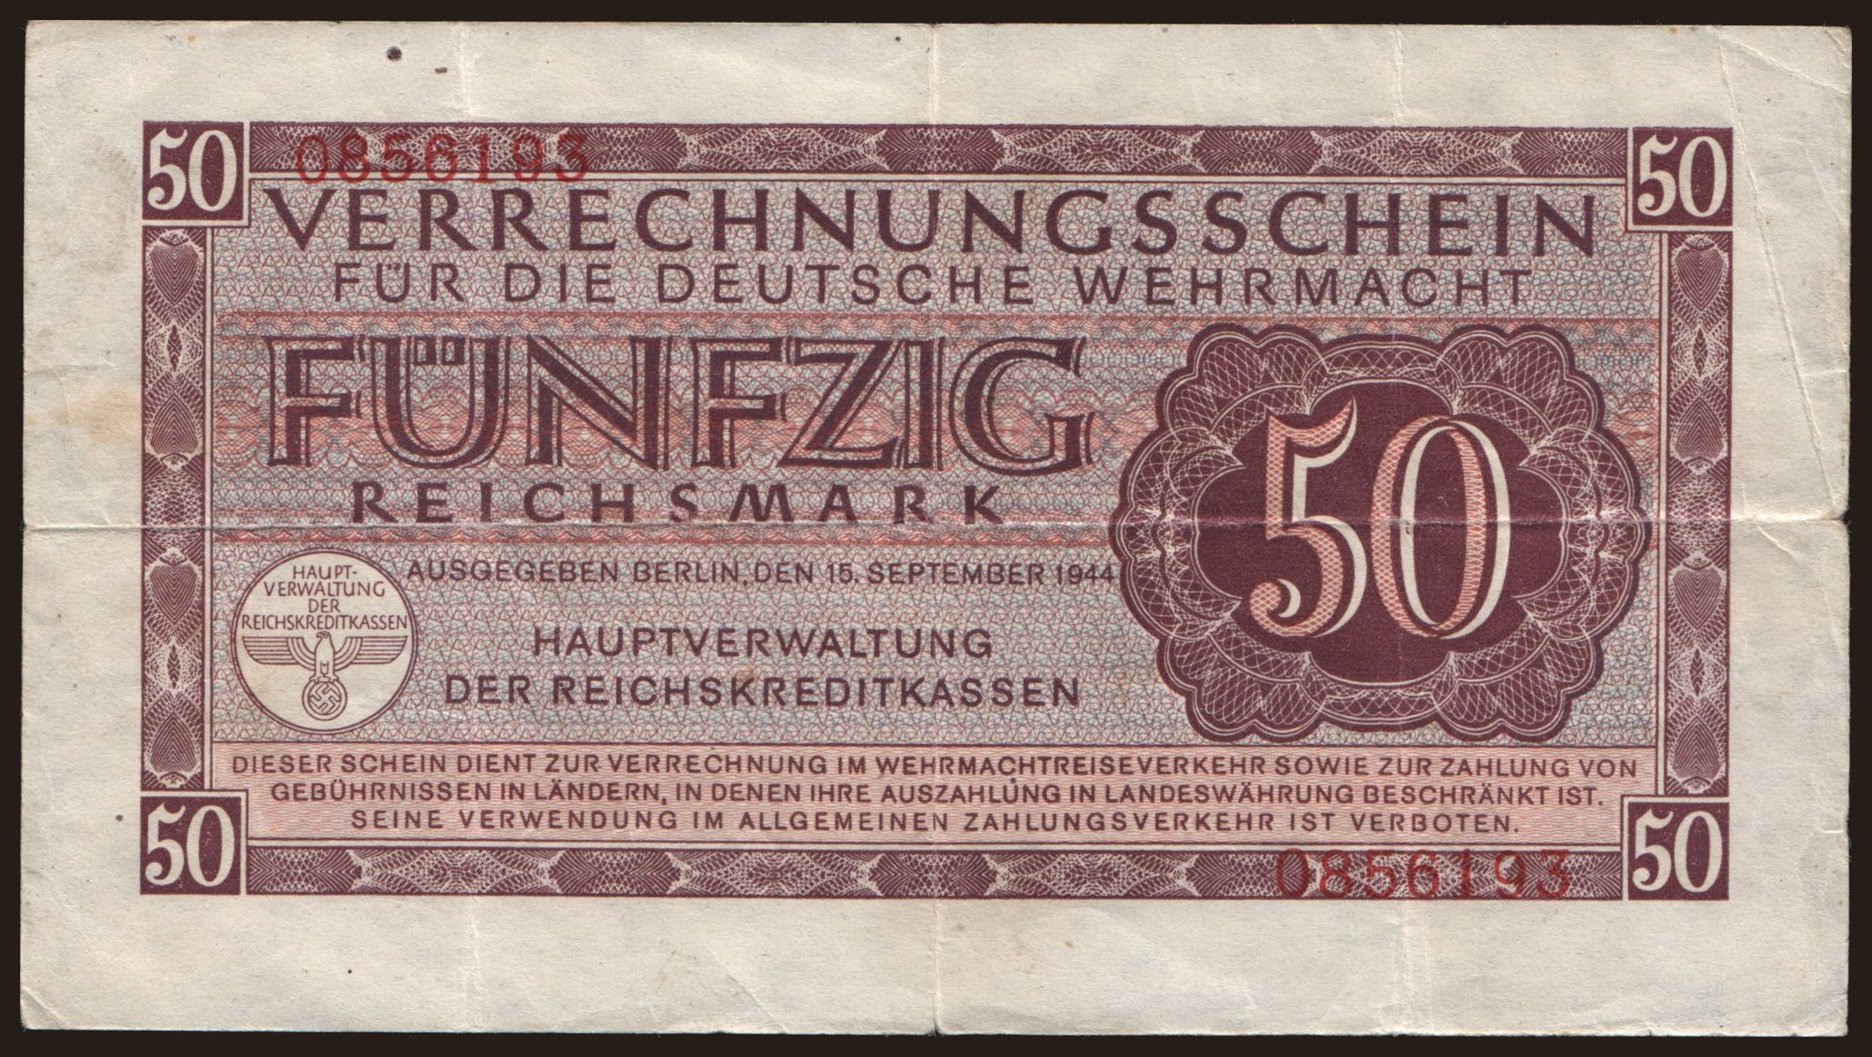 50
0856193
50
VERRECHNUNGSSCHEIN
FÜR DIE DEUTSCHE WEHRMACHT
FÜNFZIG
REICHSMARK
50
HAUPT-
VERWALTUNG
DER
REICHSKREDITKASSEN
AUSGEGEBEN BERLIN, DEN 15. SEPTEMBER 1944
HAUPTVERWALTUNG
DER REICHSKREDITKASSEN
DIESER SCHEIN DIENT ZUR VERRECHNUNG IM WEHRMACHTREISEVERKEHR SOWIE ZUR ZAHLUNG VON
GEBÜHRNISSEN IN LÄNDERN, IN DENEN IHRE AUSZAHLUNG IN LANDESWÄHRUNG BESCHRÄNKT IST.
SEINE VERWENDUNG IM ALLGEMEINEN ZAHLUNGSVERKEHR IST VERBOTEN.
50
0856193
50